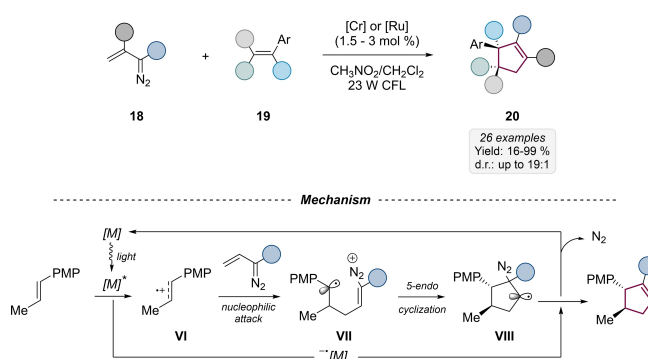 [Cr] or [Ru]
(1.5 - 3 mol %)
Ar
+
N2
CH3NO2/CH2Cl2
23 W CFL
Ar
18
19
20
26 examples
Yield: 16-99 %
d.r.: up to 19:1
Mechanism
[M]
N2
light
PMP
[M]*
Me
•+
VI
N2
nucleophilic
attack
PMP
N2
+
Me
VII
5-endo
cyclization
PMP
N2
Me
VIII
PMP
Me
−•[M]